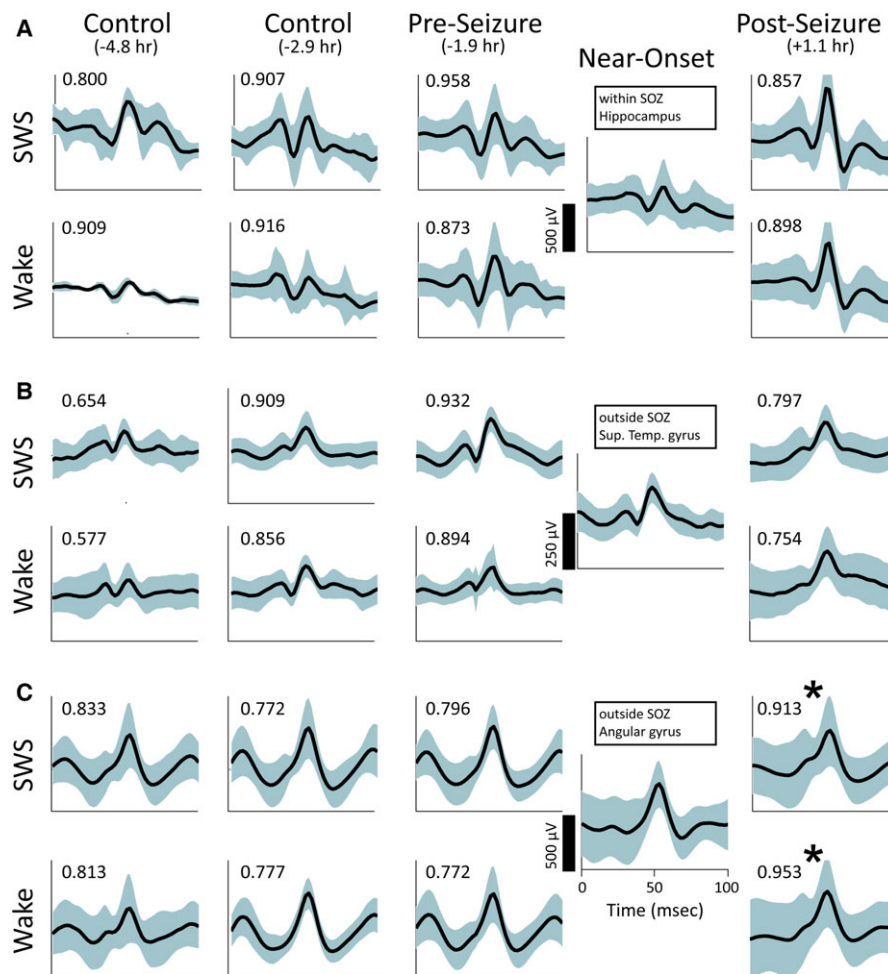 Control
(-4.8 hr)
Control
(-2.9 hr)
Pre-Seizure
(-1.9 hr)
Near-Onset
Post-Seizure
(+1.1 hr)
A
SWS
0.800
0.907
0.958
within SOZ
Hippocampus
0.857
500 µV
Wake
0.909
0.916
0.873
0.898
B
SWS
0.654
0.909
0.932
outside SOZ
Sup. Temp. gyrus
0.797
250 µV
Wake
0.577
0.856
0.894
0.754
C
SWS
0.833
0.772
0.796
outside SOZ
Angular gyrus
0.913 *
500 µV
Wake
0.813
0.777
0.772
0.953 *
0 50 100
Time (msec)